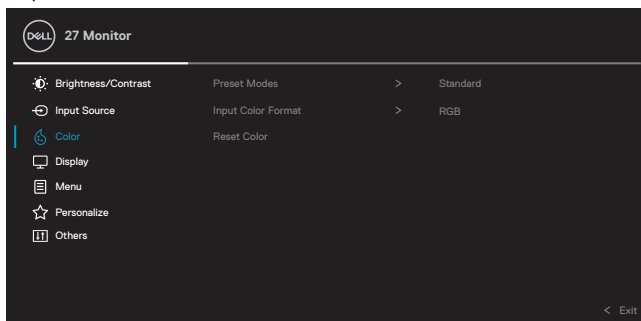 DELL 27 Monitor
Brightness/Contrast Preset Modes > Standard
Input Source Input Color Format > RGB
Color Reset Color
Display
Menu
Personalize
Others
< Exit